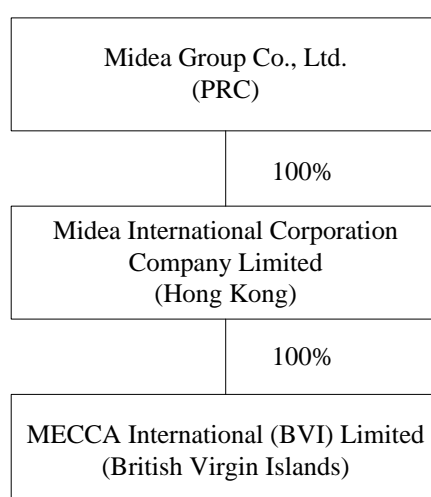 Midea Group Co., Ltd.
(PRC)
100%
Midea International Corporation
Company Limited
(Hong Kong)
100%
MECCA International (BVI) Limited
(British Virgin Islands)